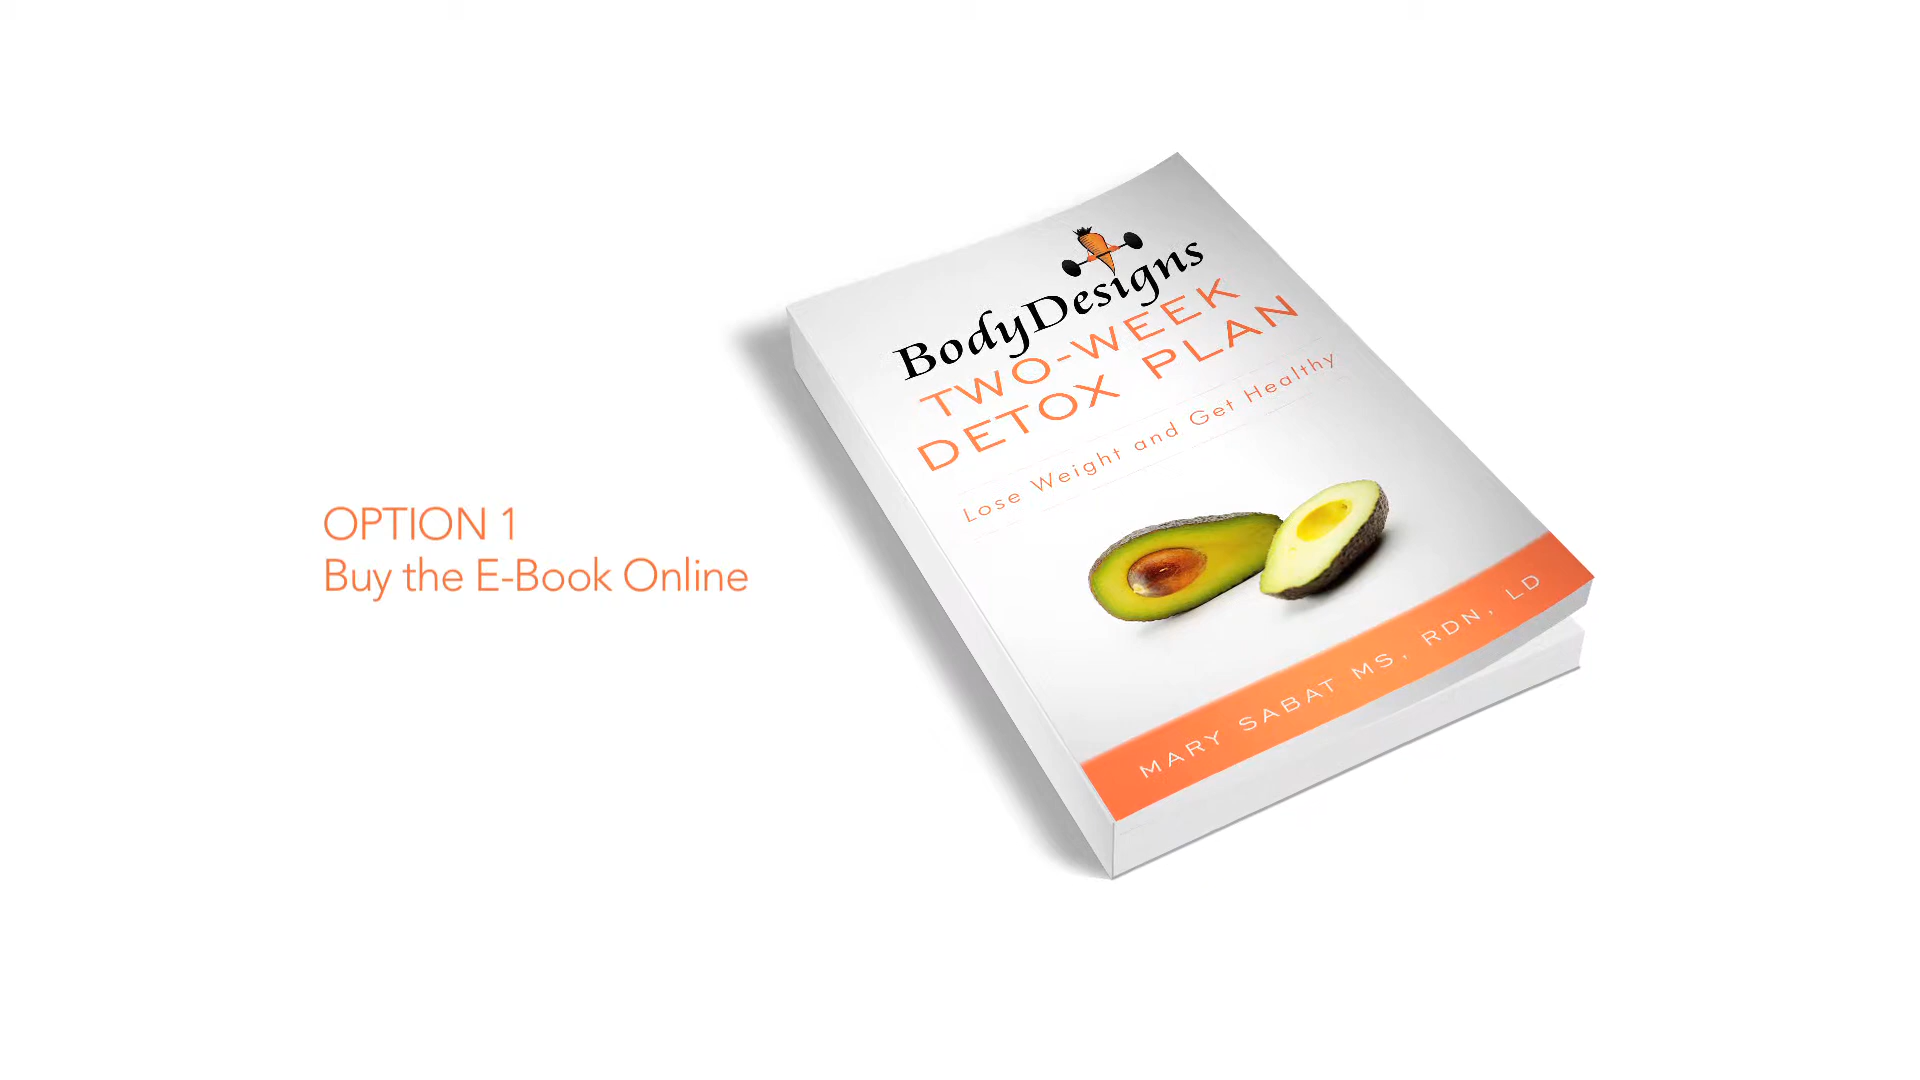 OPTION 1
Buy the E-Book Online
BodyDesigns
TWO-WEEK
DETOX PLAN
Lose Weight and Get Healthy
MARY SABAT MS, RDN, LD